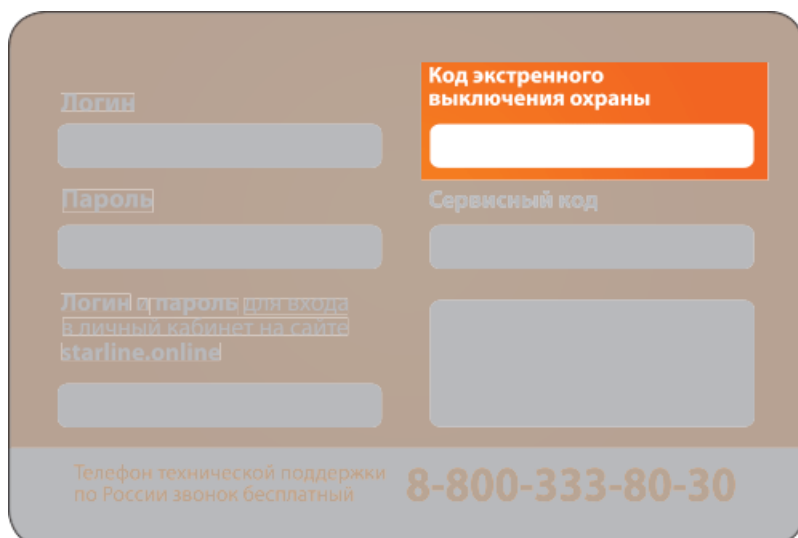 Логин
Код экстренного
выключения охраны
Пароль
Сервисный код
Логин и пароль для входа
в личный кабинет на сайте
starline.online
Телефон технической поддержки
по России звонок бесплатный
8-800-333-80-30